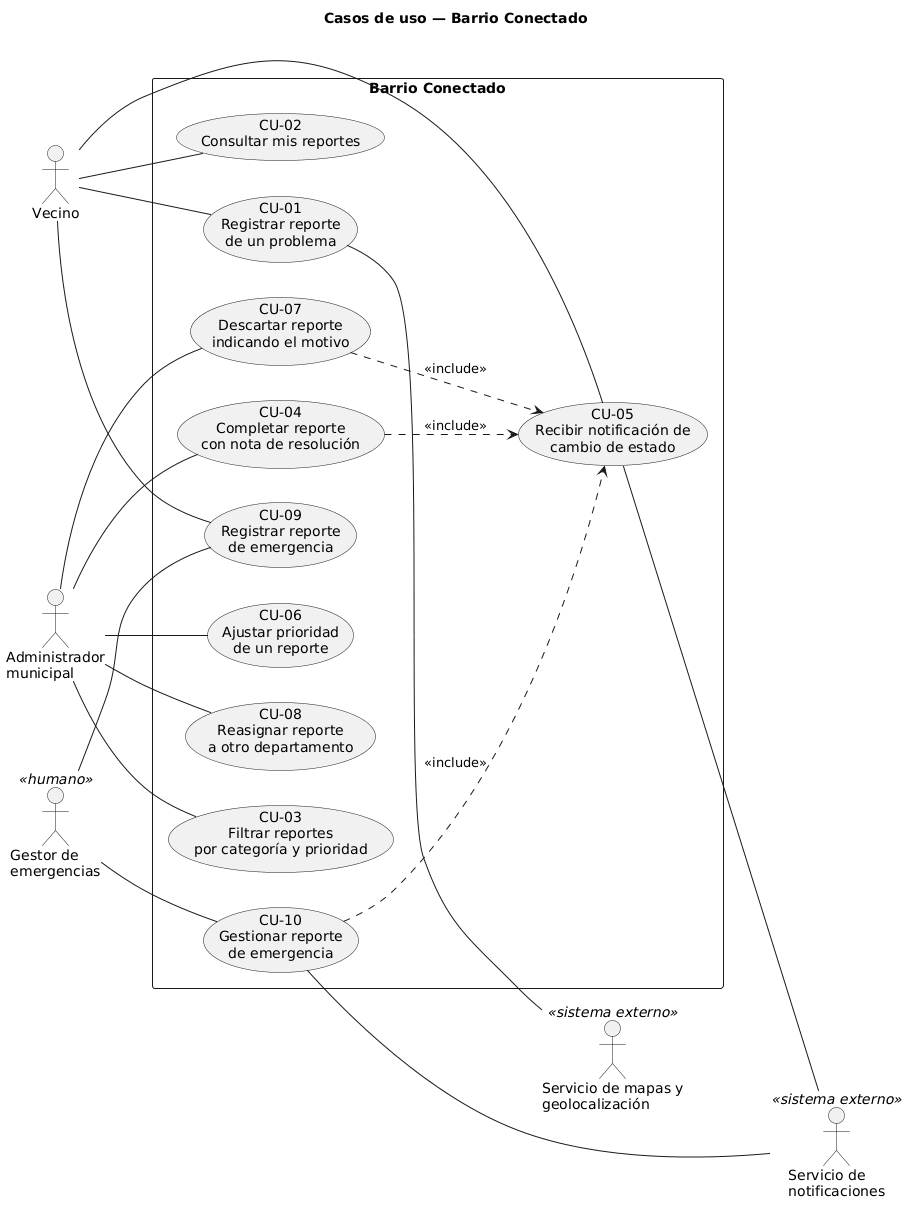 Casos de uso — Barrio Conectado
Barrio Conectado
CU-02
Consultar mis reportes
Vecino
CU-01
Registrar reporte
de un problema
CU-07
Descartar reporte
indicando el motivo
«include»
CU-04
Completar reporte
con nota de resolución
«include»
CU-05
Recibir notificación de
cambio de estado
CU-09
Registrar reporte
de emergencia
CU-06
Ajustar prioridad
de un reporte
Administrador
municipal
CU-08
Reasignar reporte
a otro departamento
«include»
«humano»
Gestor de
emergencias
CU-03
Filtrar reportes
por categoría y prioridad
CU-10
Gestionar reporte
de emergencia
«sistema externo»
Servicio de mapas y
geolocalización
«sistema externo»
Servicio de
notificaciones